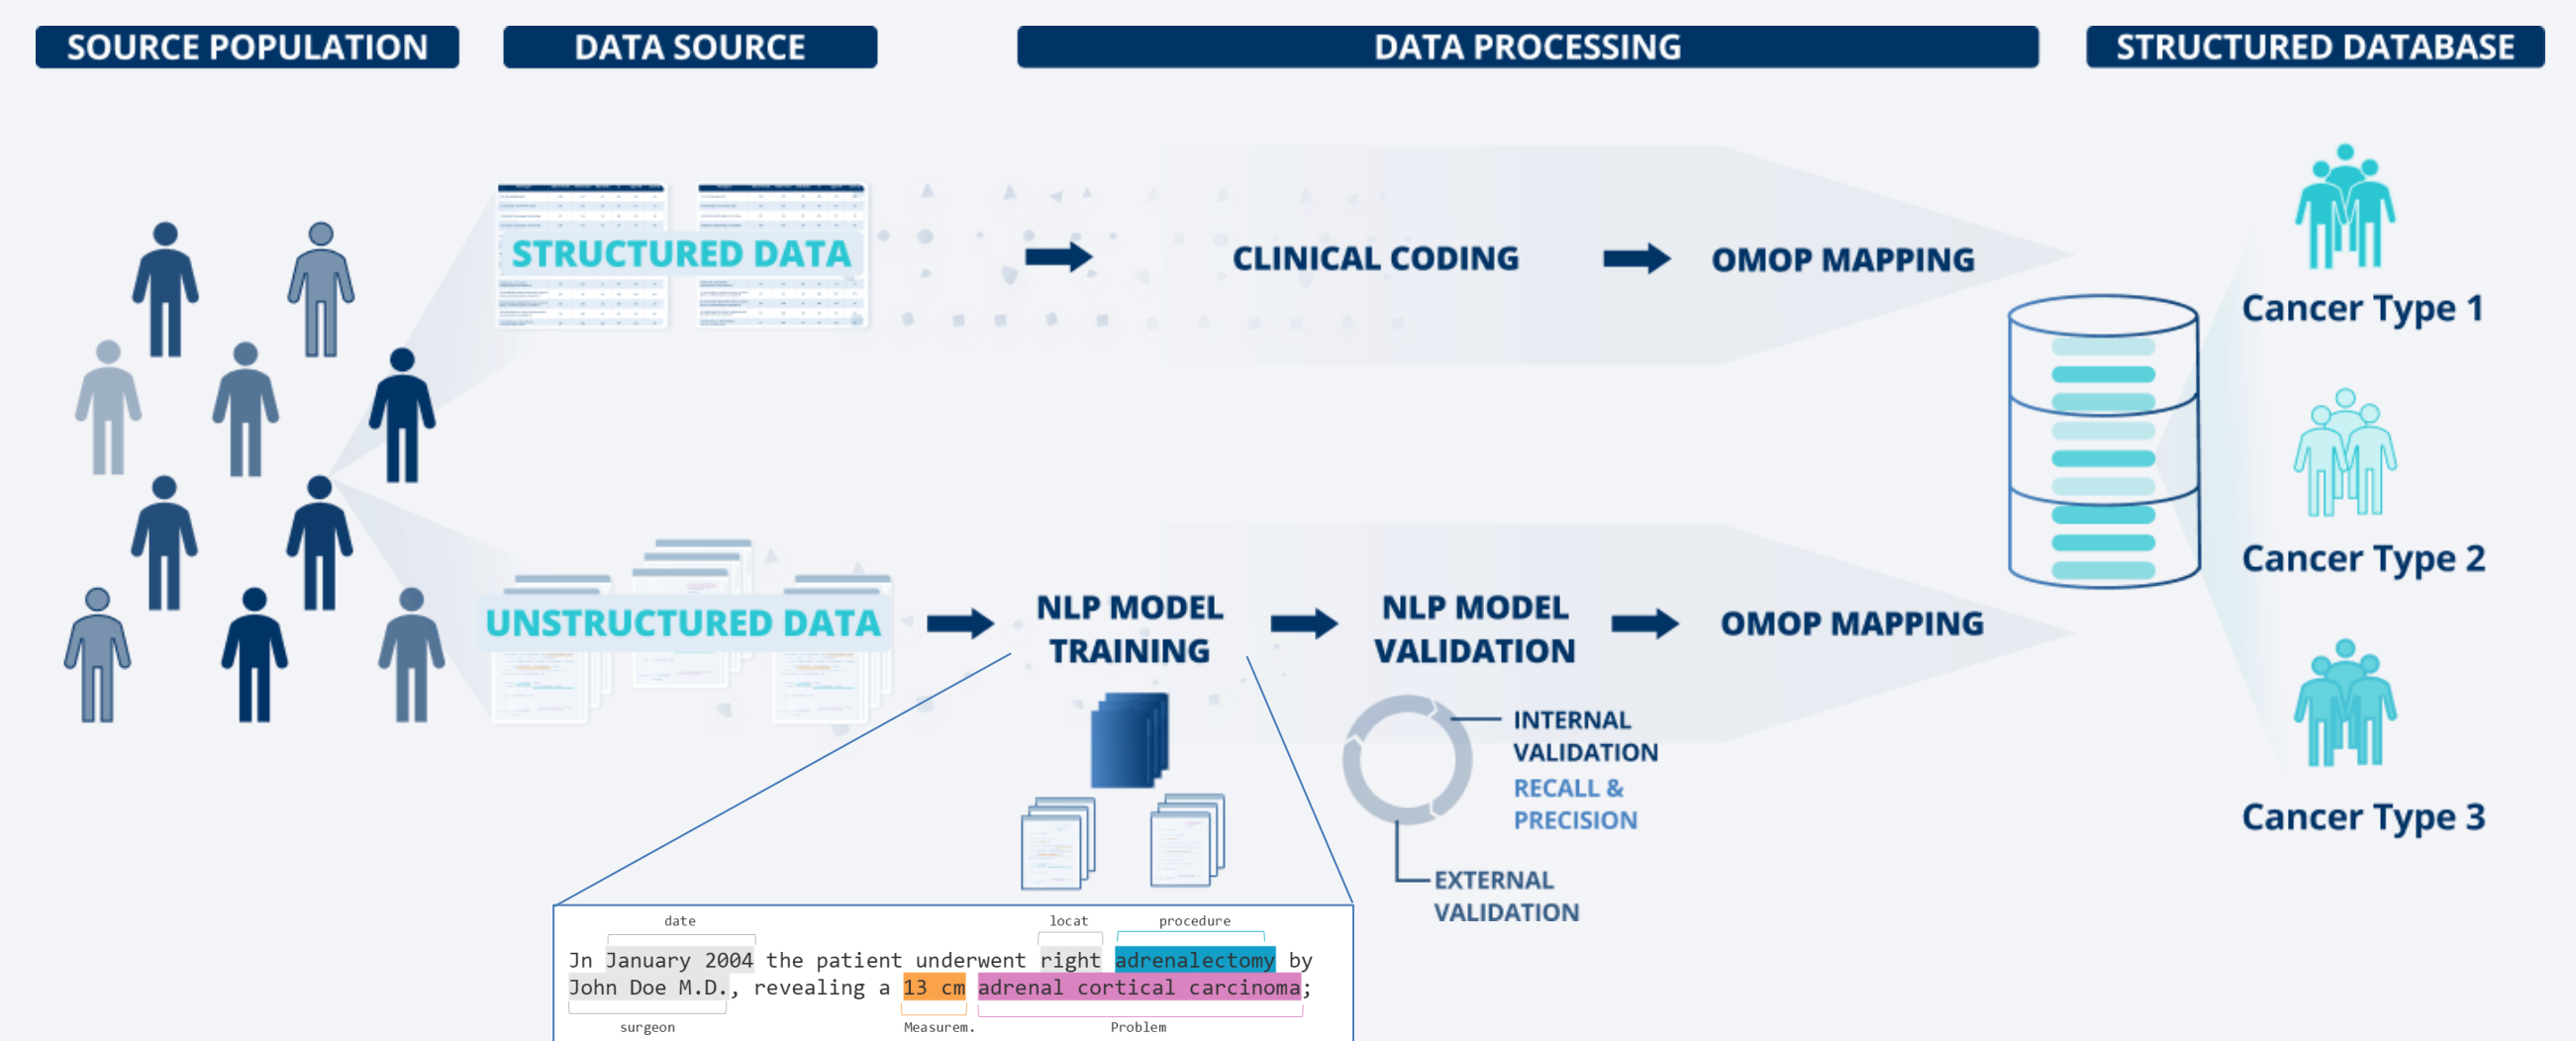 SOURCE POPULATION
DATA SOURCE
DATA PROCESSING
STRUCTURED DATABASE
STRUCTURED DATA
CLINICAL CODING
OMOP MAPPING
Cancer Type 1
Cancer Type 2
Cancer Type 3
UNSTRUCTURED DATA
NLP MODEL
TRAINING
NLP MODEL
VALIDATION
OMOP MAPPING
INTERNAL
VALIDATION
RECALL &
PRECISION
EXTERNAL
VALIDATION
date
locat
procedure
Jn January 2004 the patient underwent right adrenalectomy by
John Doe M.D., revealing a 13 cm adrenal cortical carcinoma;
surgeon
Measurem.
Problem